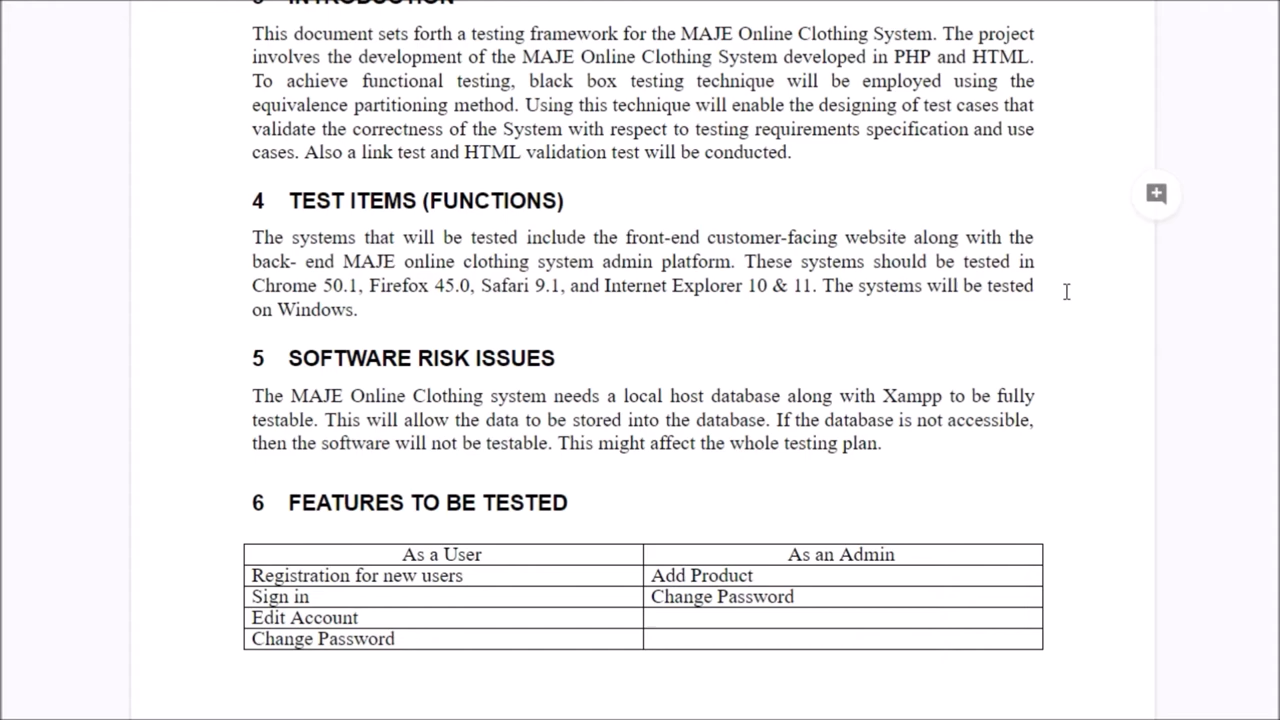 3 INTRODUCTION
This document sets forth a testing framework for the MAJE Online Clothing System. The project
involves the development of the MAJE Online Clothing System developed in PHP and HTML.
To achieve functional testing, black box testing technique will be employed using the
equivalence partitioning method. Using this technique will enable the designing of test cases that
validate the correctness of the System with respect to testing requirements specification and use
cases. Also a link test and HTML validation test will be conducted.
4 TEST ITEMS (FUNCTIONS)
The systems that will be tested include the front-end customer-facing website along with the
back- end MAJE online clothing system admin platform. These systems should be tested in
Chrome 50.1, Firefox 45.0, Safari 9.1, and Internet Explorer 10 & 11. The systems will be tested
on Windows.
5 SOFTWARE RISK ISSUES
The MAJE Online Clothing system needs a local host database along with Xampp to be fully
testable. This will allow the data to be stored into the database. If the database is not accessible,
then the software will not be testable. This might affect the whole testing plan.
6 FEATURES TO BE TESTED
As a User As an Admin
Registration for new users Add Product
Sign in Change Password
Edit Account
Change Password